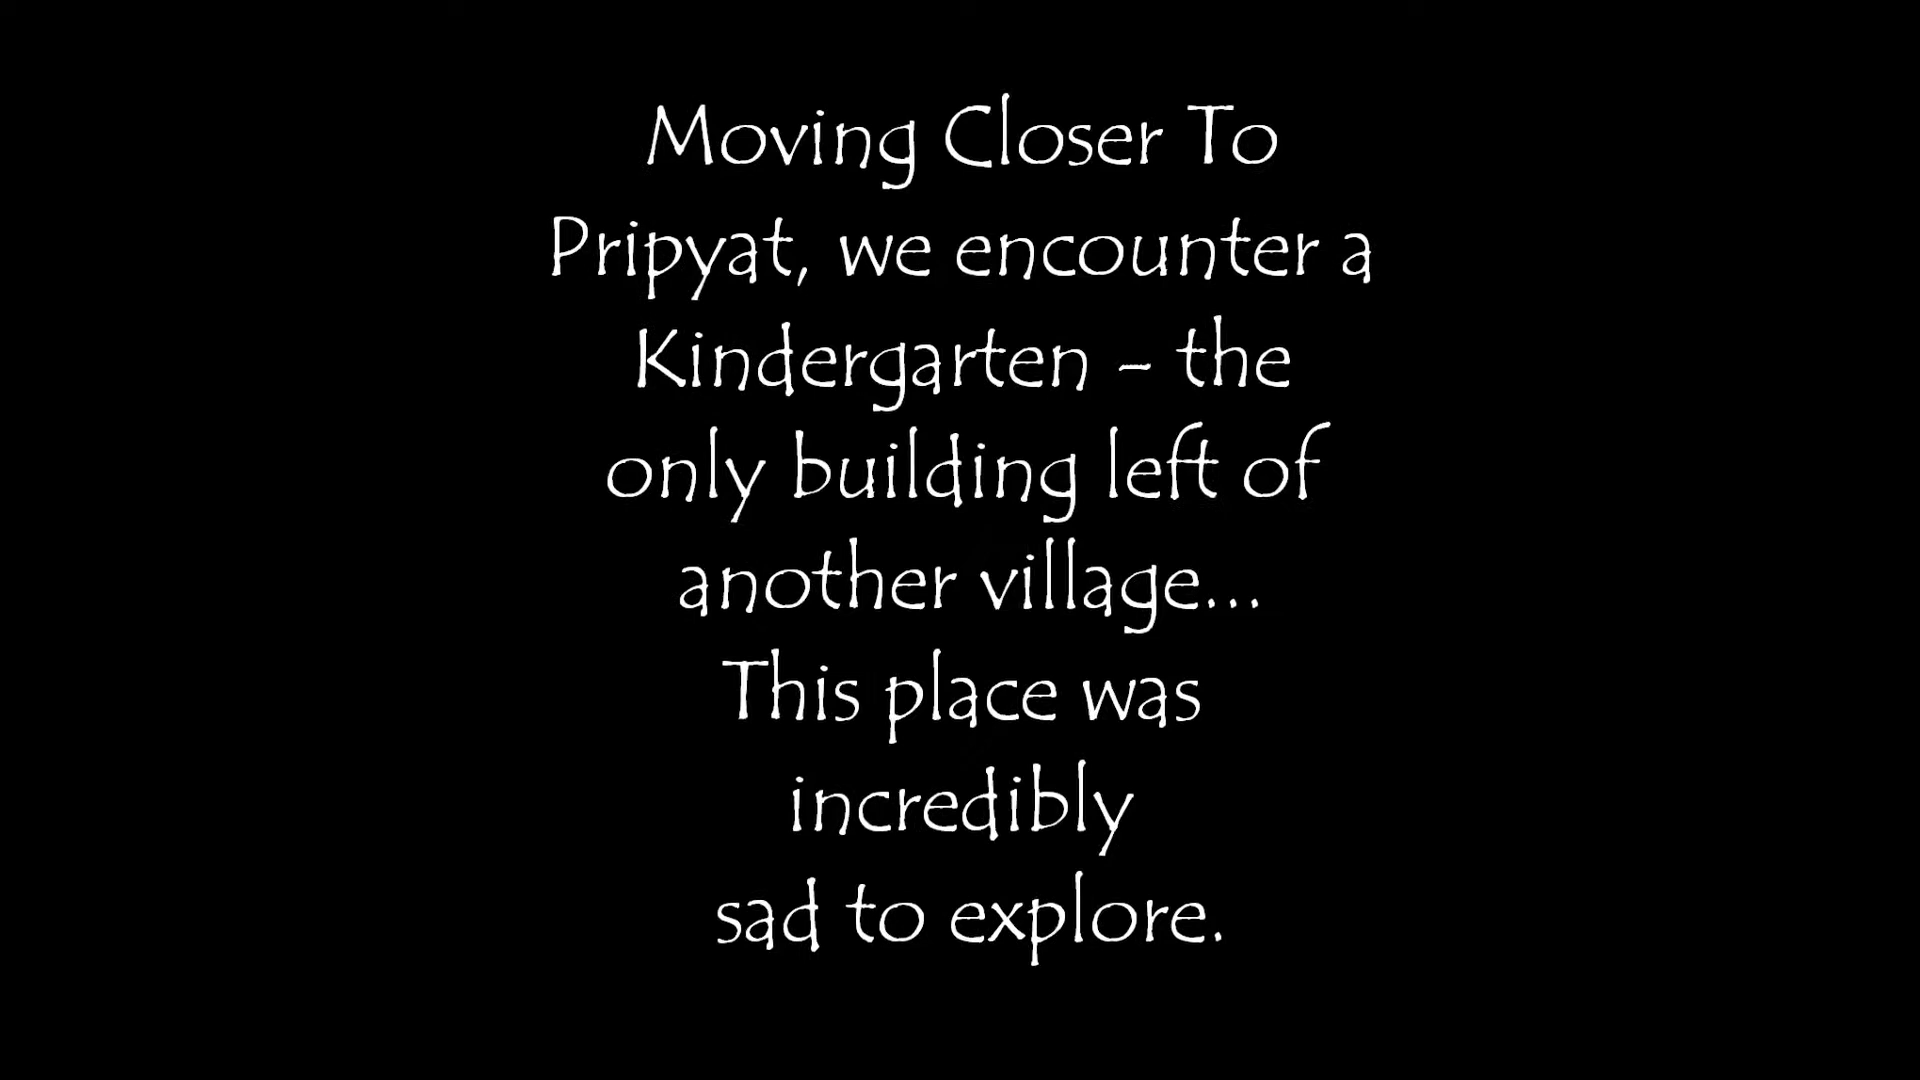 Moving Closer To
Pripyat, we encounter a
Kindergarten - the
only building left of
another village...
This place was
incredibly
sad to explore.